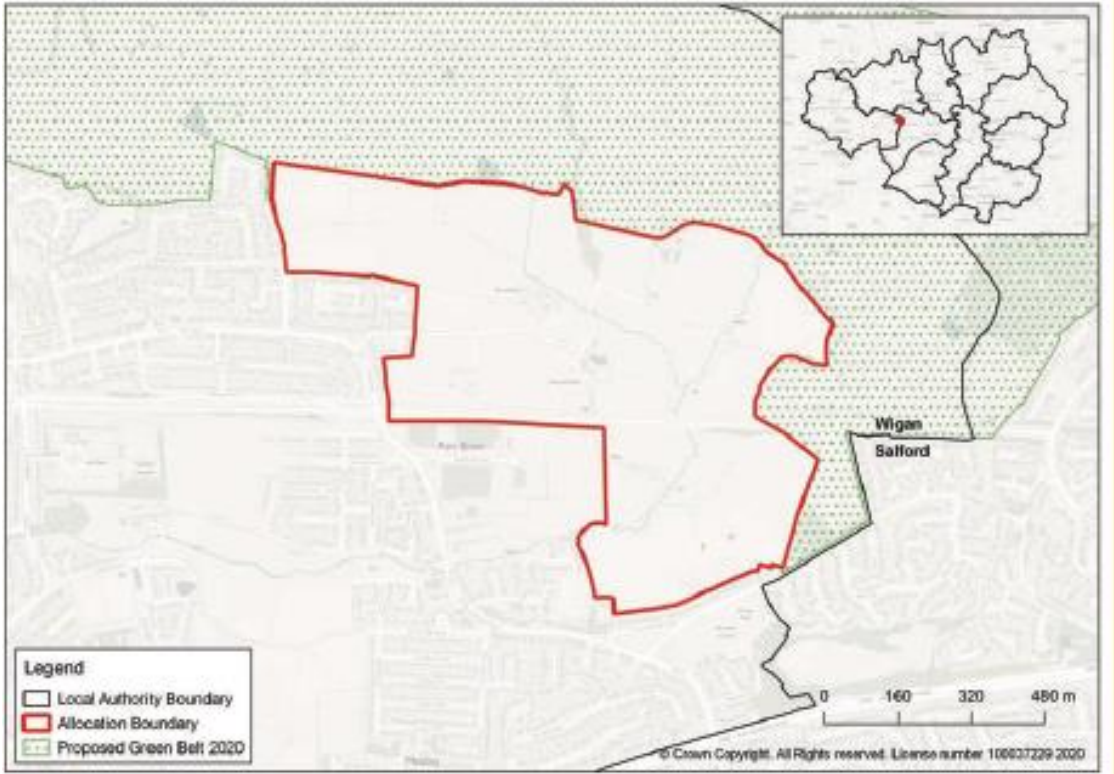 Wigan
Salford
Legend
Local Authority Boundary
Allocation Boundary
Proposed Green Belt 2020
0 160 320 480 m
© Crown Copyright. All Rights reserved. License number 100037229 2020